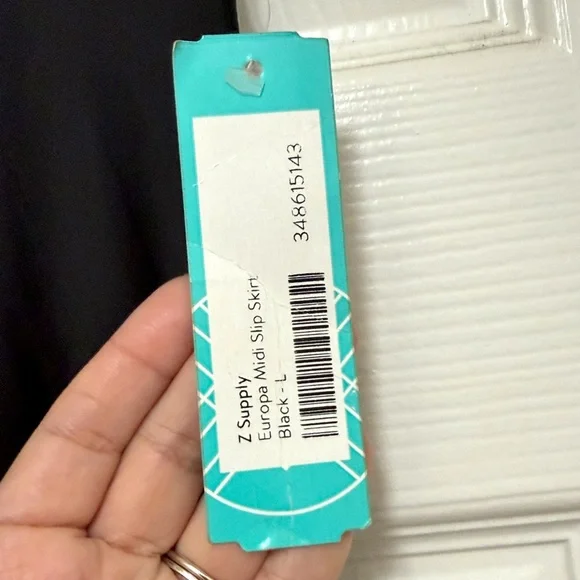 Z Supply
Europa Midi Slip Skirt
Black - L
348615143